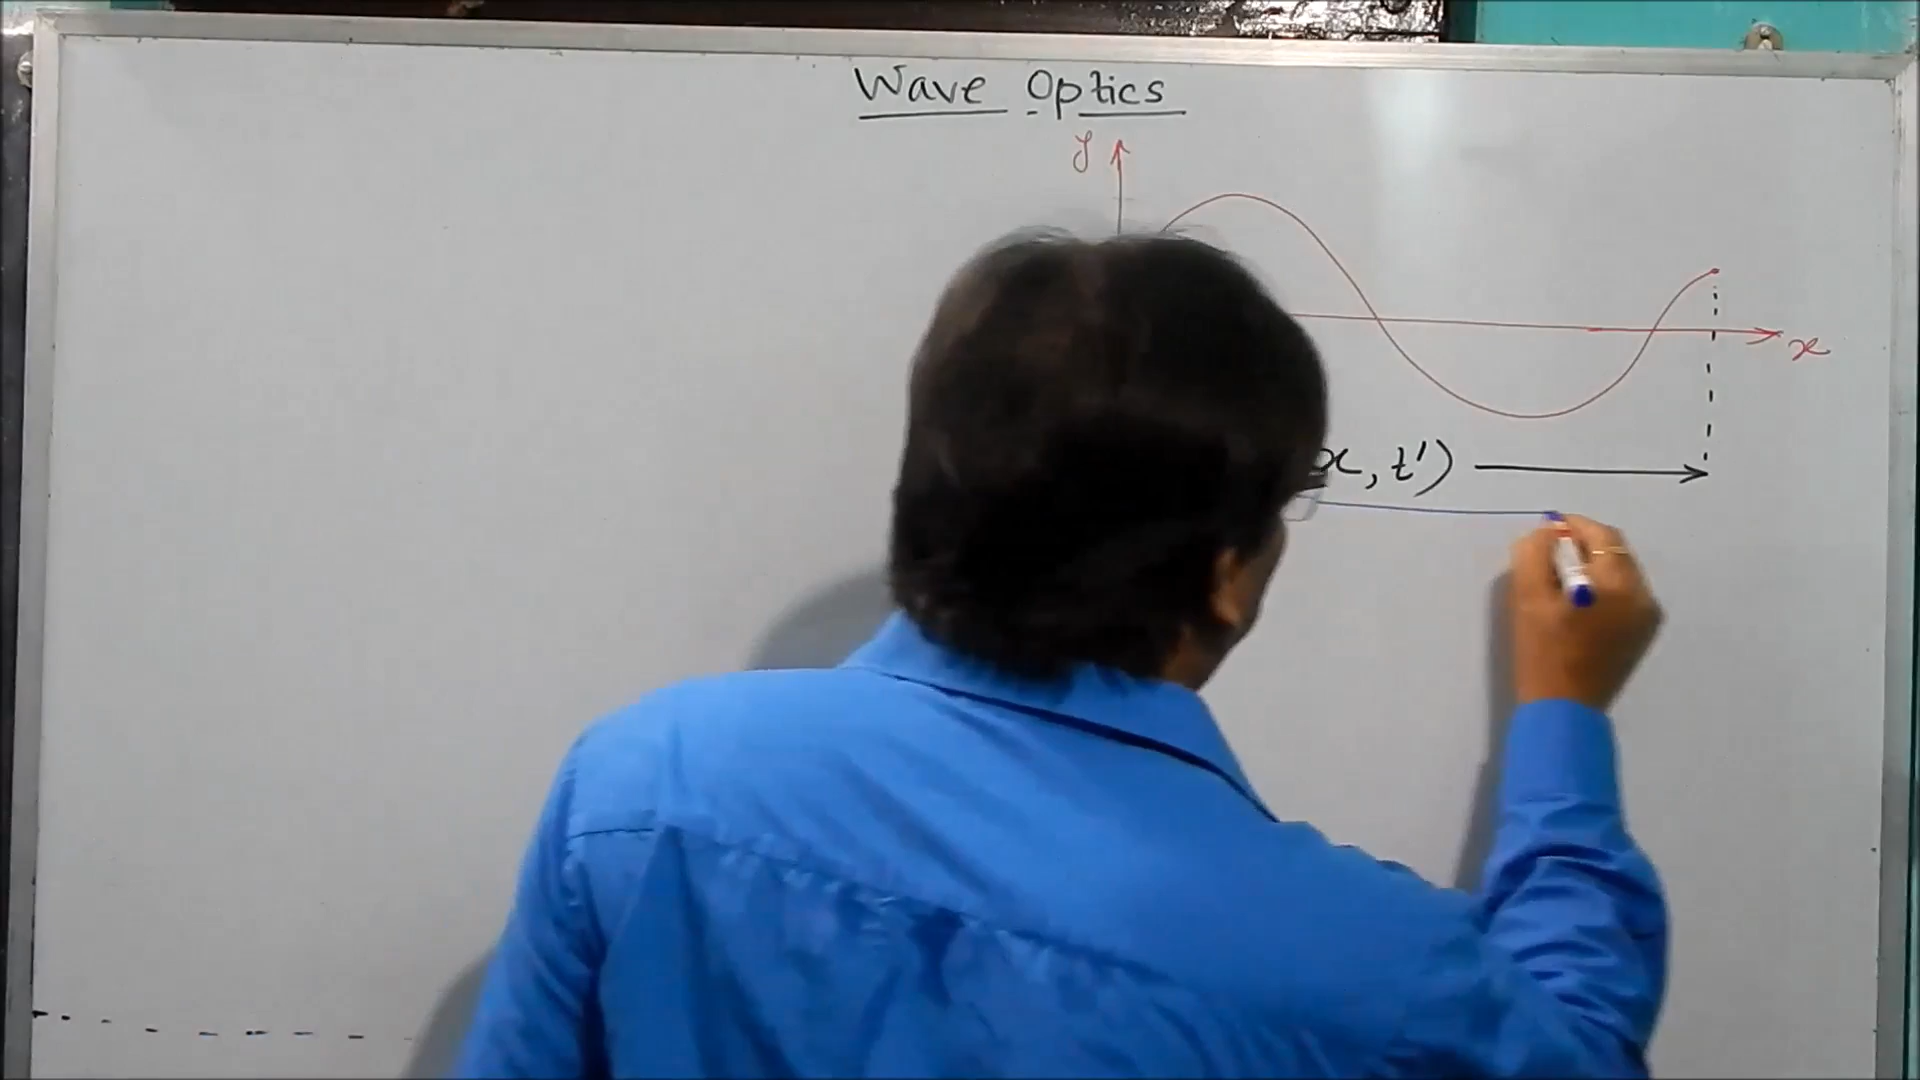 Wave Optics
y
x
x, t')